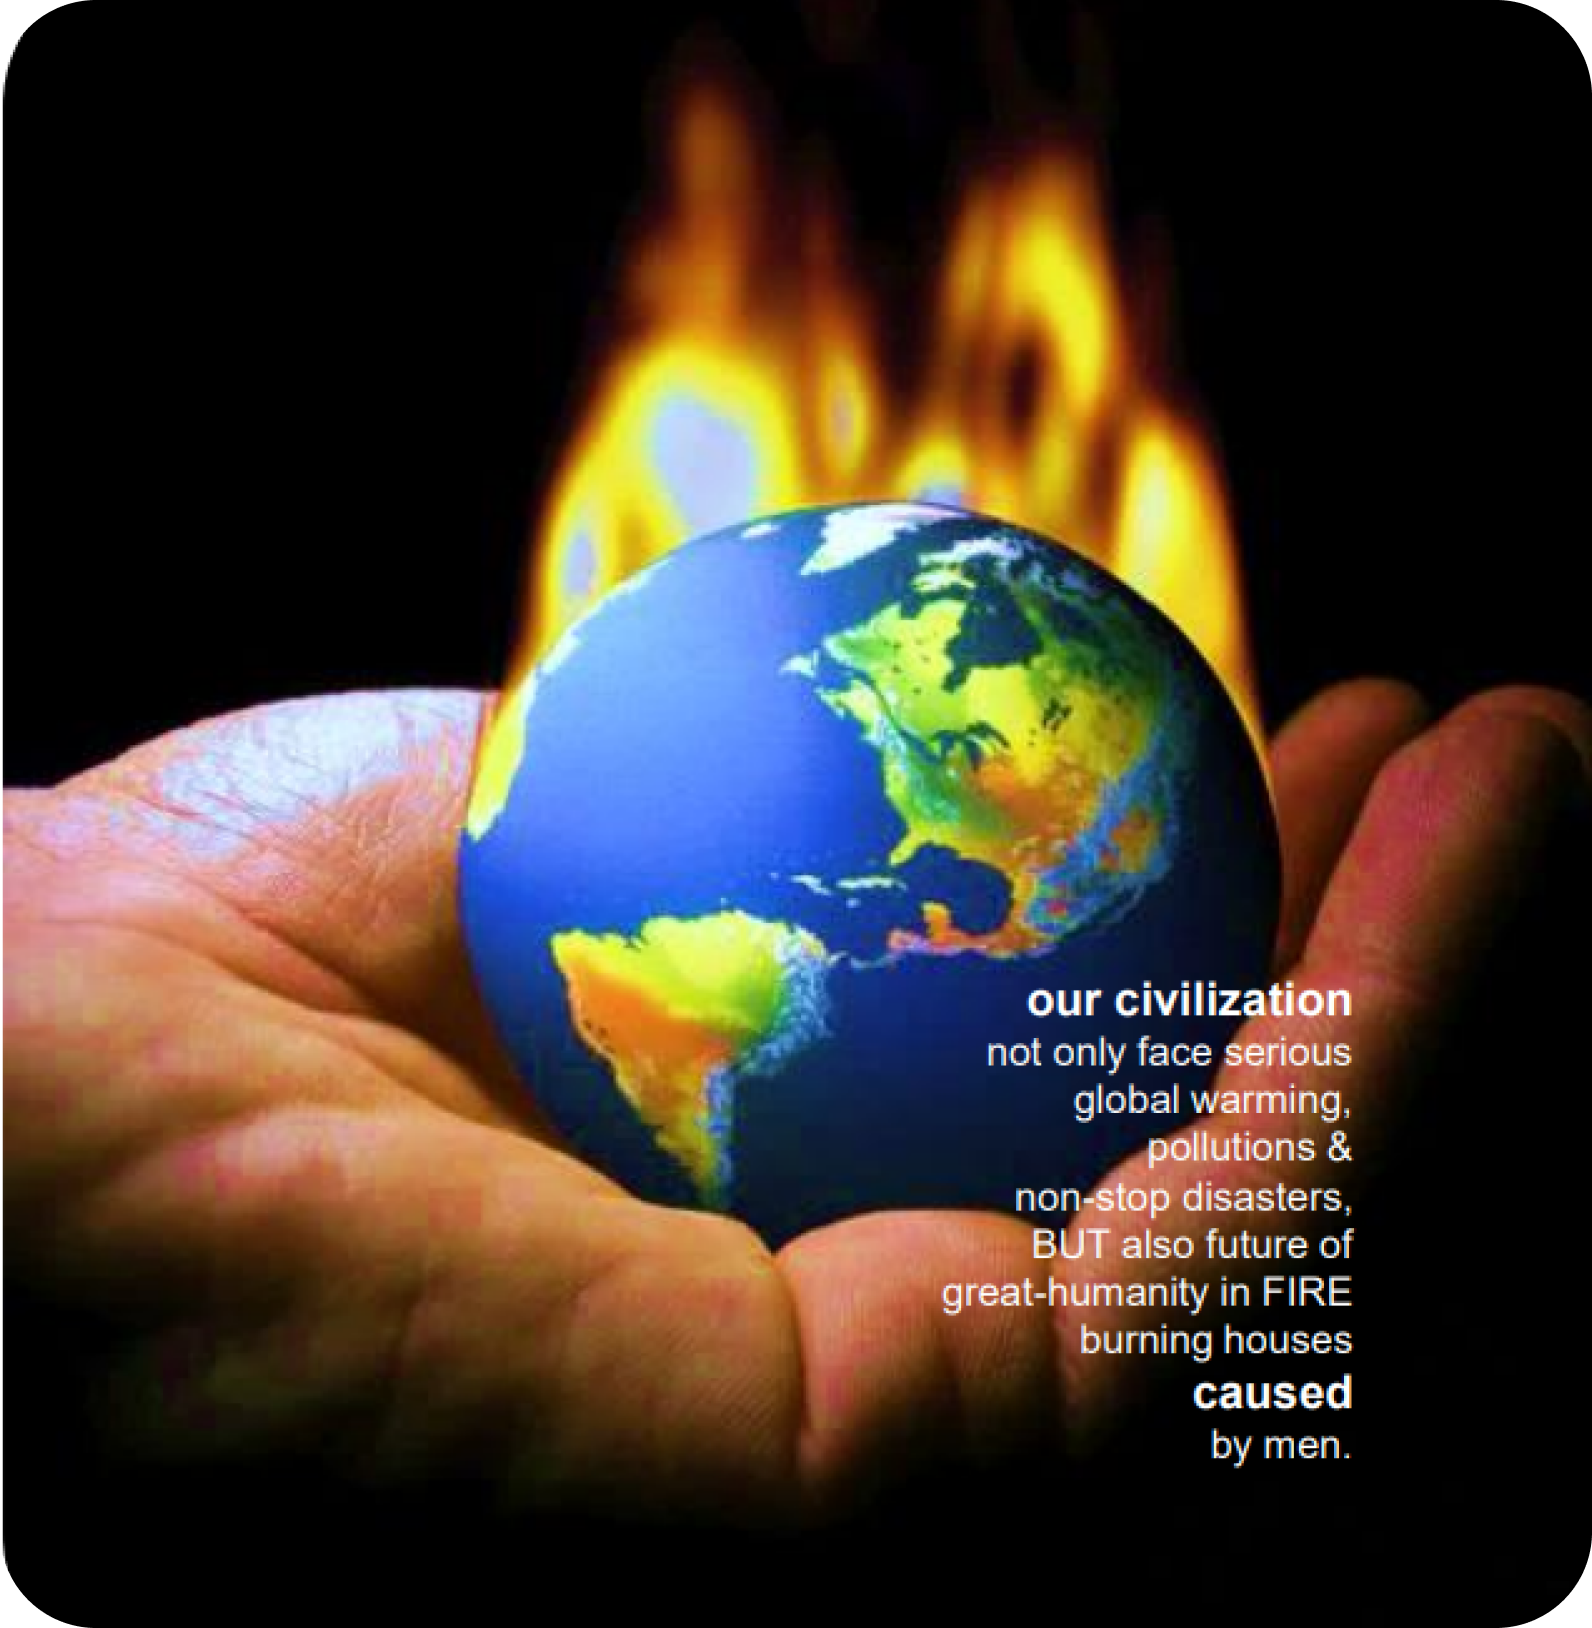 our civilization
not only face serious
global warming,
pollutions &
non-stop disasters,
BUT also future of
great-humanity in FIRE
burning houses
caused
by men.